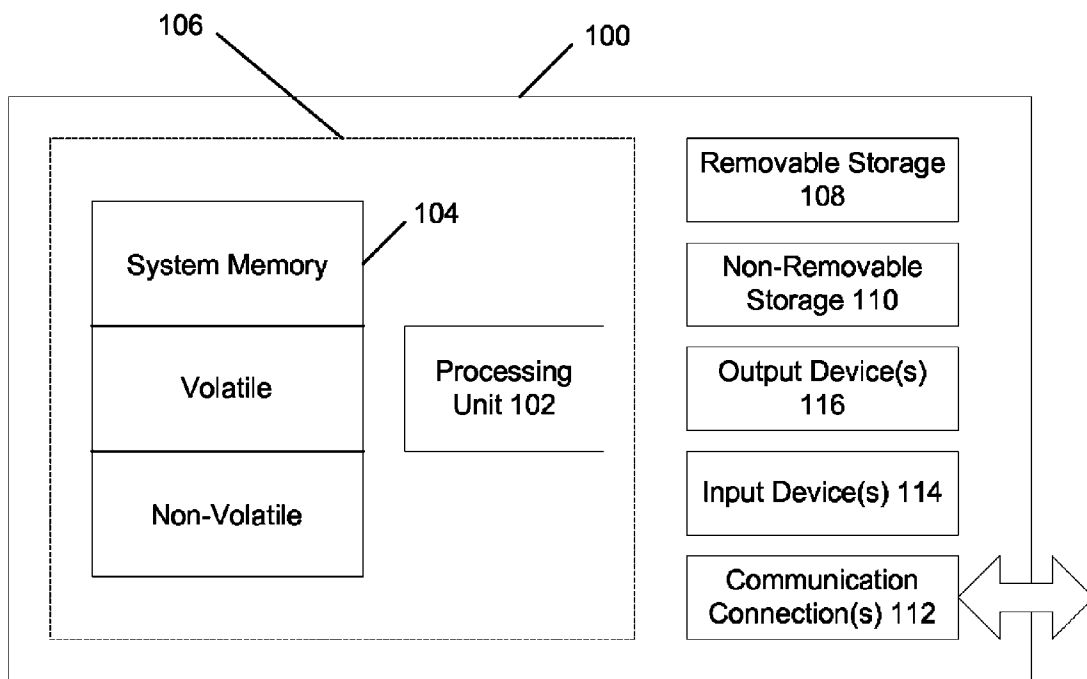 106
100
104
System Memory
Volatile
Non-Volatile
Processing
Unit 102
Removable Storage
108
Non-Removable
Storage 110
Output Device(s)
116
Input Device(s) 114
Communication
Connection(s) 112